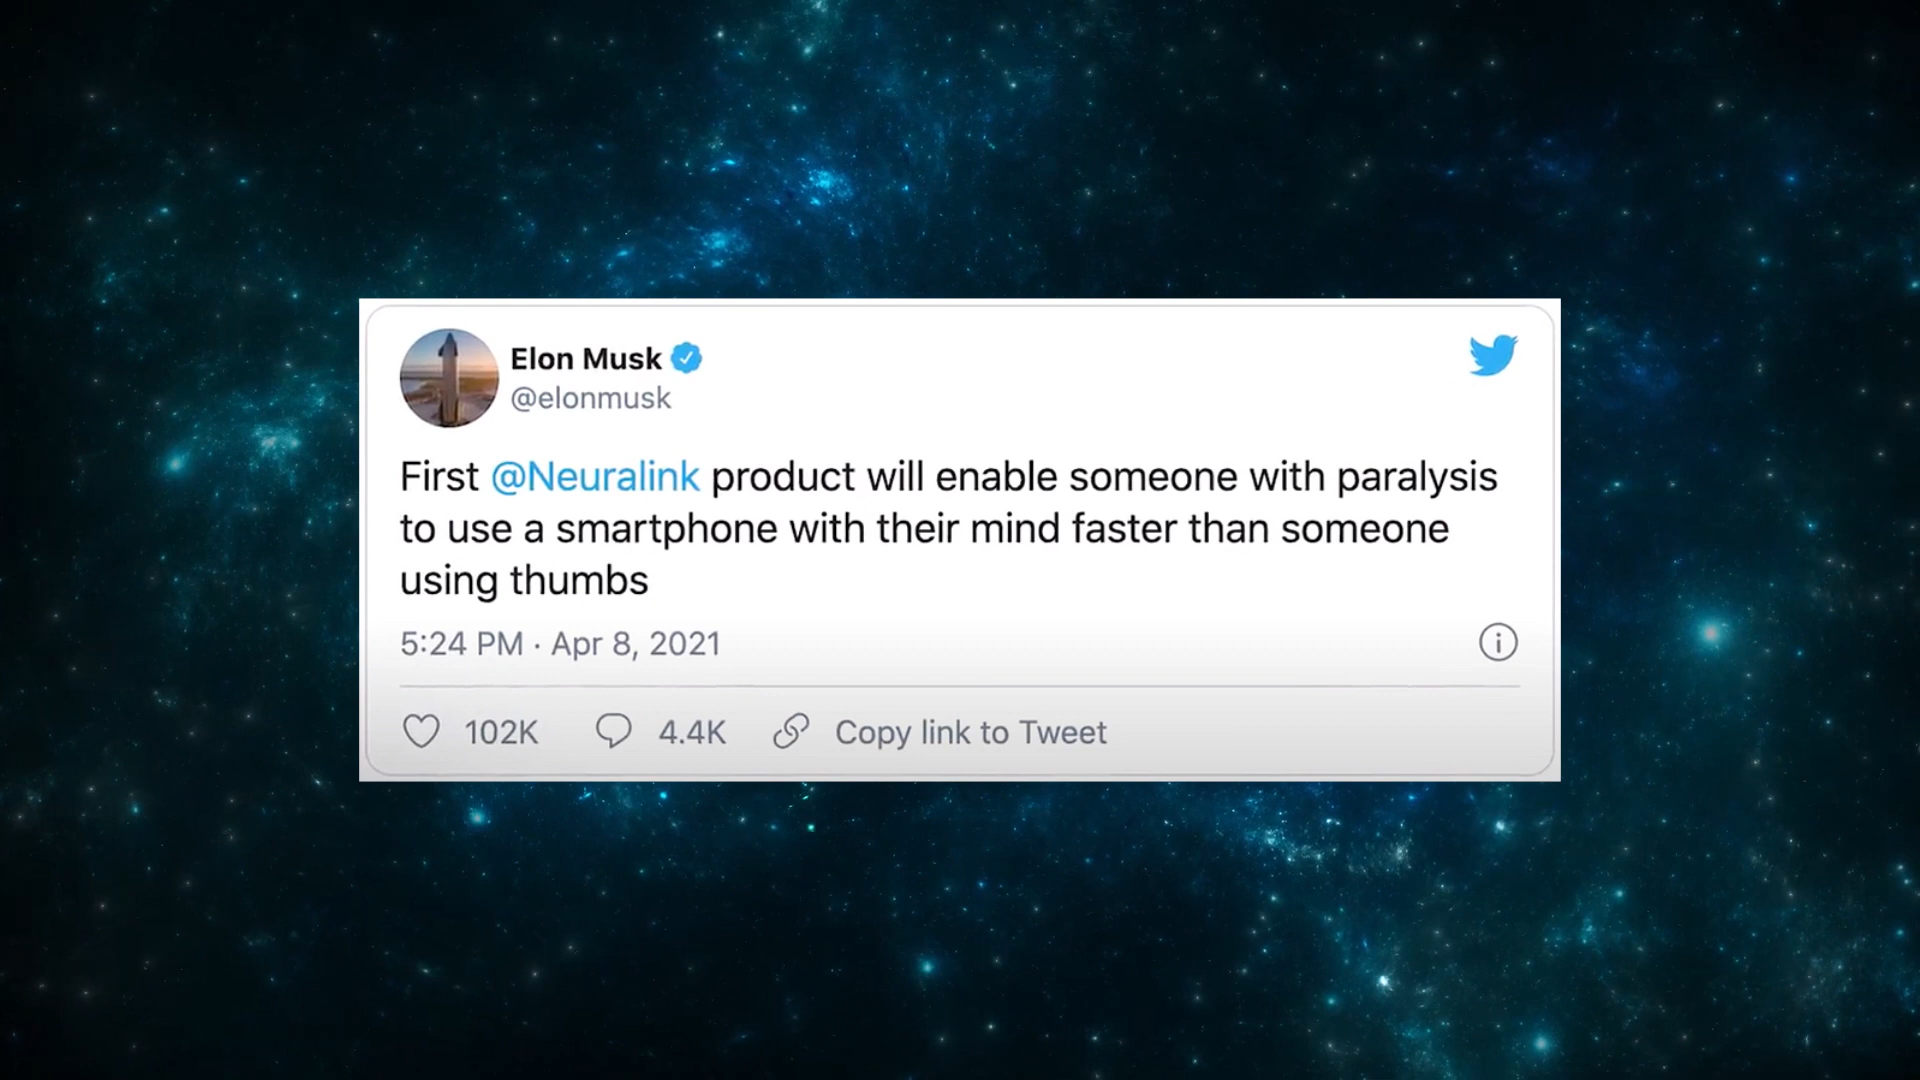 Elon Musk
@elonmusk
First @Neuralink product will enable someone with paralysis
to use a smartphone with their mind faster than someone
using thumbs
5:24 PM · Apr 8, 2021
102K 4.4K Copy link to Tweet